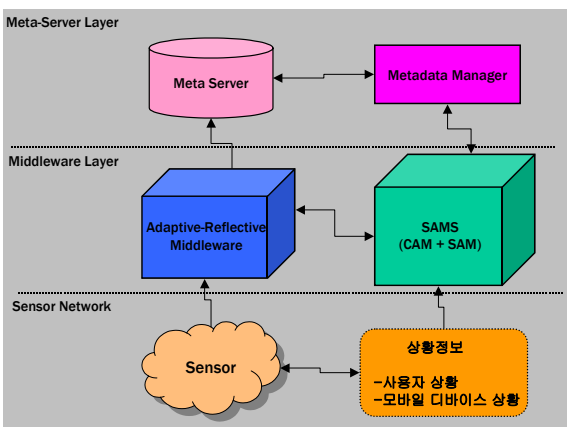 Meta-Server Layer
Meta Server
Metadata Manager
Middleware Layer
Adaptive-Reflective
Middleware
SAMS
(CAM + SAM)
Sensor Network
Sensor
상황정보
-사용자 상황
-모바일 디바이스 상황